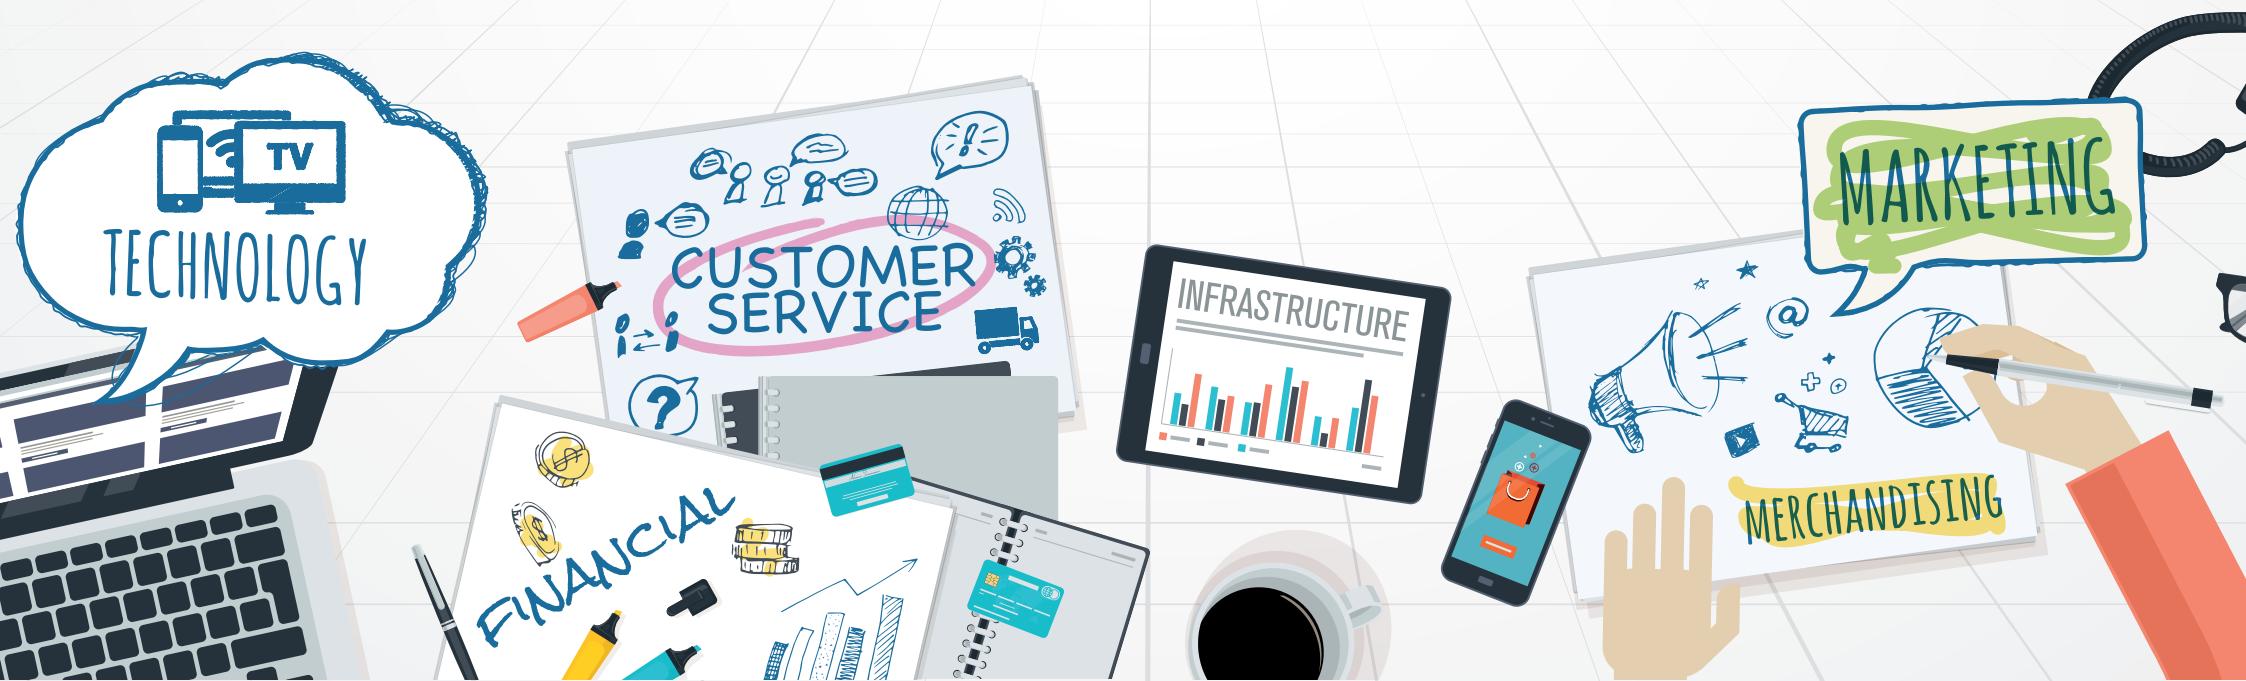 TV
TECHNOLOGY
CUSTOMER
SERVICE
INFRASTRUCTURE
MARKETING
@
MERCHANDISING
FINANCIAL